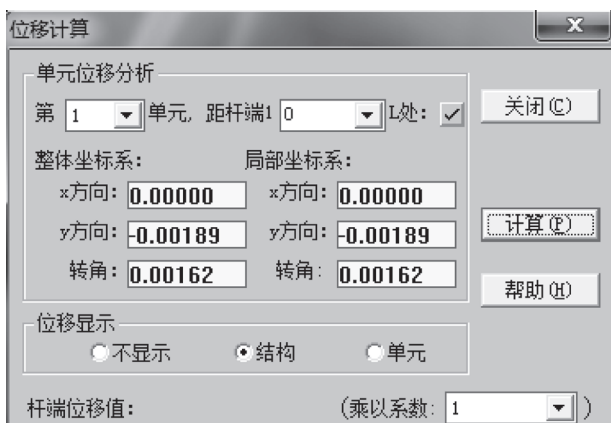 位移计算
单元位移分析
第 1 单元, 距杆端1 0 L处:
关闭(C)
整体坐标系: 局部坐标系:
x方向: 0.00000 x方向: 0.00000
y方向: -0.00189 y方向: -0.00189
计算(P)
转角: 0.00162 转角: 0.00162
帮助(H)
位移显示
不显示 结构 单元
杆端位移值: (乘以系数: 1 )